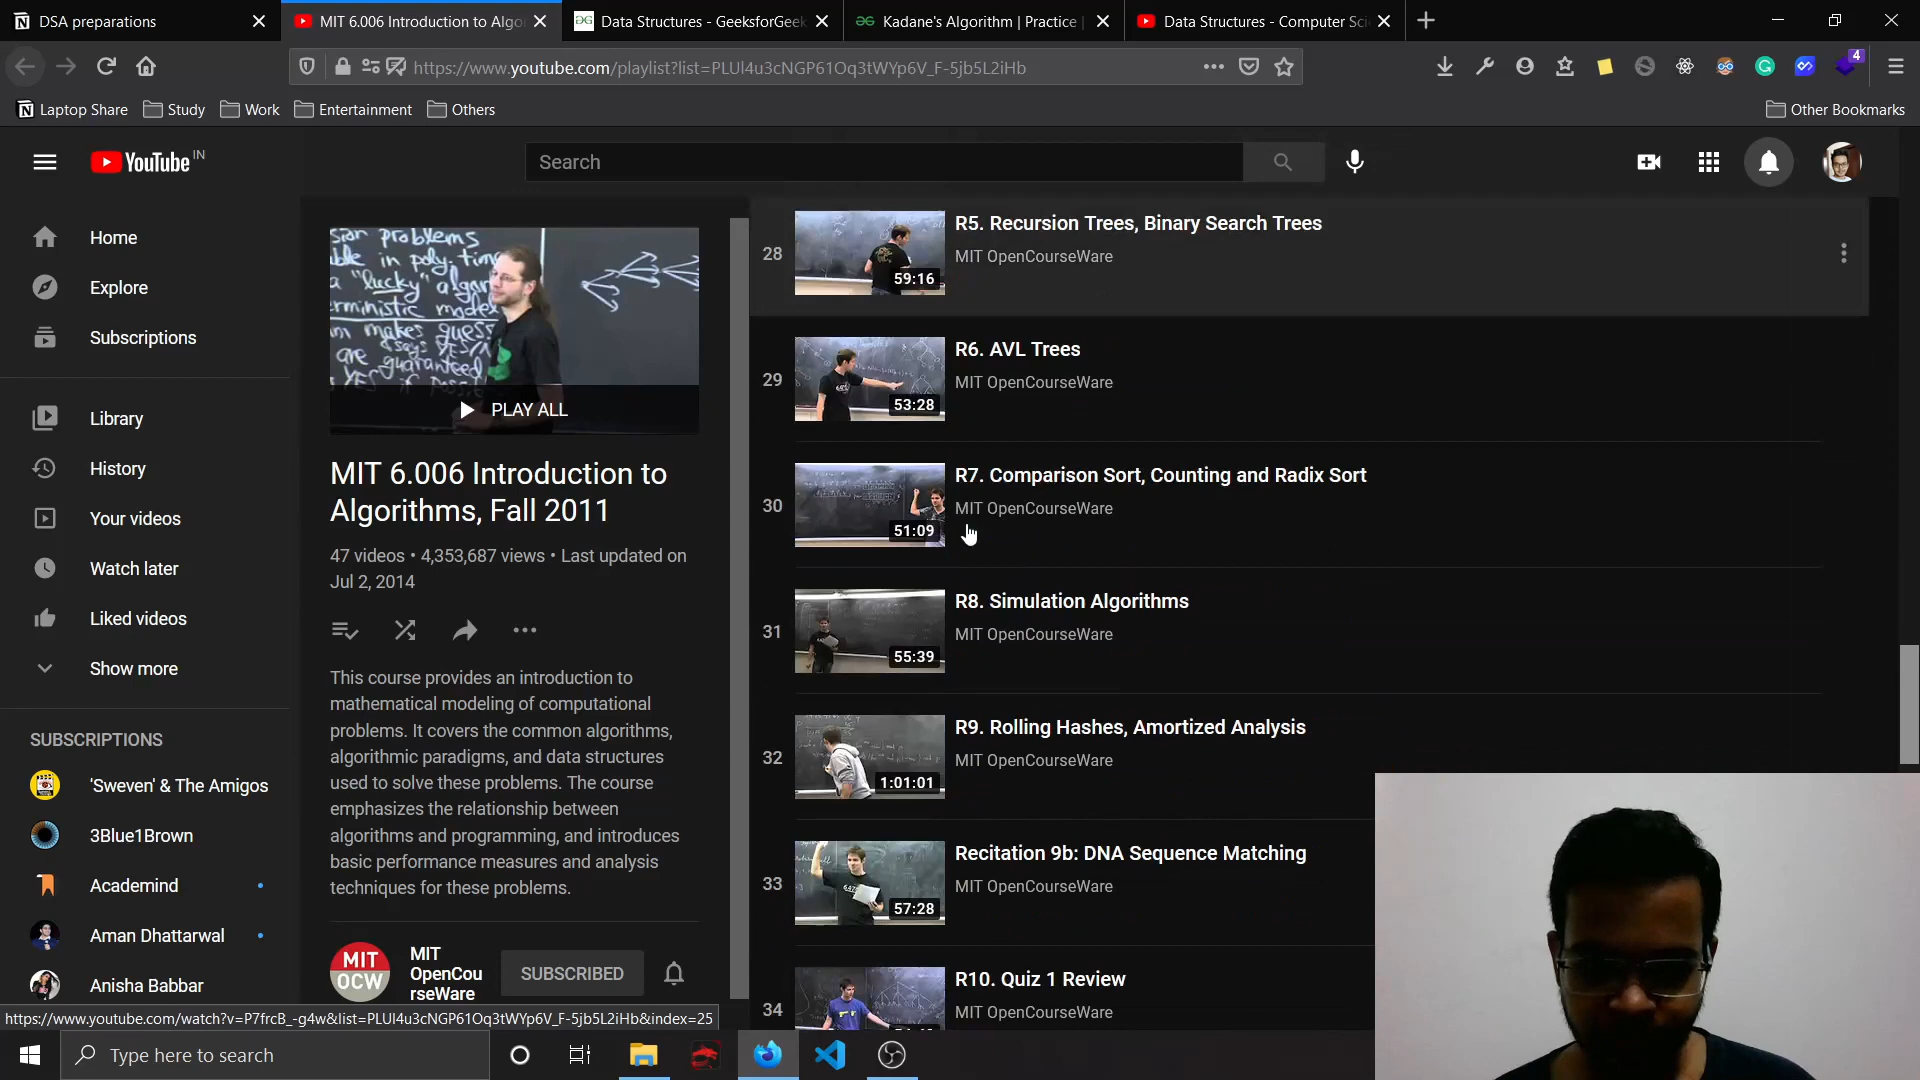 DSA preparations
MIT 6.006 Introduction to Algo
Data Structures - GeeksforGeek
Kadane's Algorithm | Practice |
Data Structures - Computer Sci
https://www.youtube.com/playlist?list=PLUl4u3cNGP61Oq3tWYp6V_F-5jb5L2iHb
4
Laptop Share
Study
Work
Entertainment
Others
Other Bookmarks
YouTube IN
Search
Home
Explore
Subscriptions
Library
History
Your videos
Watch later
Liked videos
Show more
SUBSCRIPTIONS
'Sweven' & The Amigos
3Blue1Brown
Academind
Aman Dhattarwal
Anisha Babbar
PLAY ALL
MIT 6.006 Introduction to
Algorithms, Fall 2011
47 videos • 4,353,687 views • Last updated on
Jul 2, 2014
This course provides an introduction to
mathematical modeling of computational
problems. It covers the common algorithms,
algorithmic paradigms, and data structures
used to solve these problems. The course
emphasizes the relationship between
algorithms and programming, and introduces
basic performance measures and analysis
techniques for these problems.
MIT
OCW
MIT
OpenCou
rseWare
SUBSCRIBED
28
59:16
R5. Recursion Trees, Binary Search Trees
MIT OpenCourseWare
29
53:28
R6. AVL Trees
MIT OpenCourseWare
30
51:09
R7. Comparison Sort, Counting and Radix Sort
MIT OpenCourseWare
31
55:39
R8. Simulation Algorithms
MIT OpenCourseWare
32
1:01:01
R9. Rolling Hashes, Amortized Analysis
MIT OpenCourseWare
33
57:28
Recitation 9b: DNA Sequence Matching
MIT OpenCourseWare
34
R10. Quiz 1 Review
MIT OpenCourseWare
https://www.youtube.com/watch?v=P7frcB_-g4w&list=PLUl4u3cNGP61Oq3tWYp6V_F-5jb5L2iHb&index=25
Type here to search